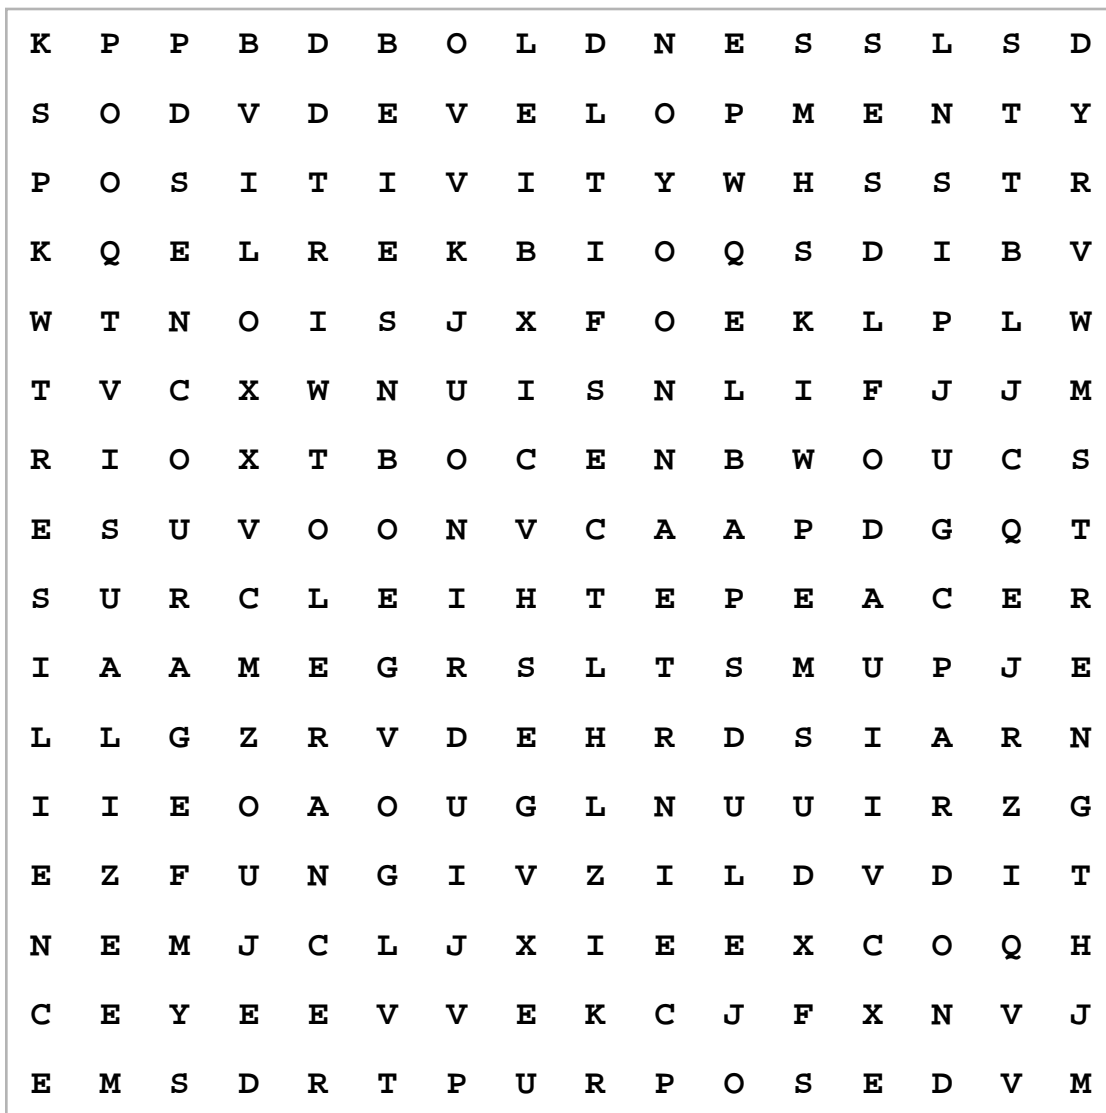 K P P B D B O L D N E S S L S D
S O D V D E V E L O P M E N T Y
P O S I T I V I T Y W H S S T R
K Q E L R E K B I O Q S D I B V
W T N O I S J X F O E K L P L W
T V C X W N U I S N L I F J J M
R I O X T B O C E N B W O U C S
E S U V O O N V C A A P D G Q T
S U R C L E I H T E P E A C E R
I A A M E G R S L T S M U P J E
L L G Z R V D E H R D S I A R N
I I E O A O U G L N U U I R Z G
E Z F U N G I V Z I L D V D I T
N E M J C L J X I E E X C O Q H
C E Y E E V V E K C J F X N V J
E M S D R T P U R P O S E D V M